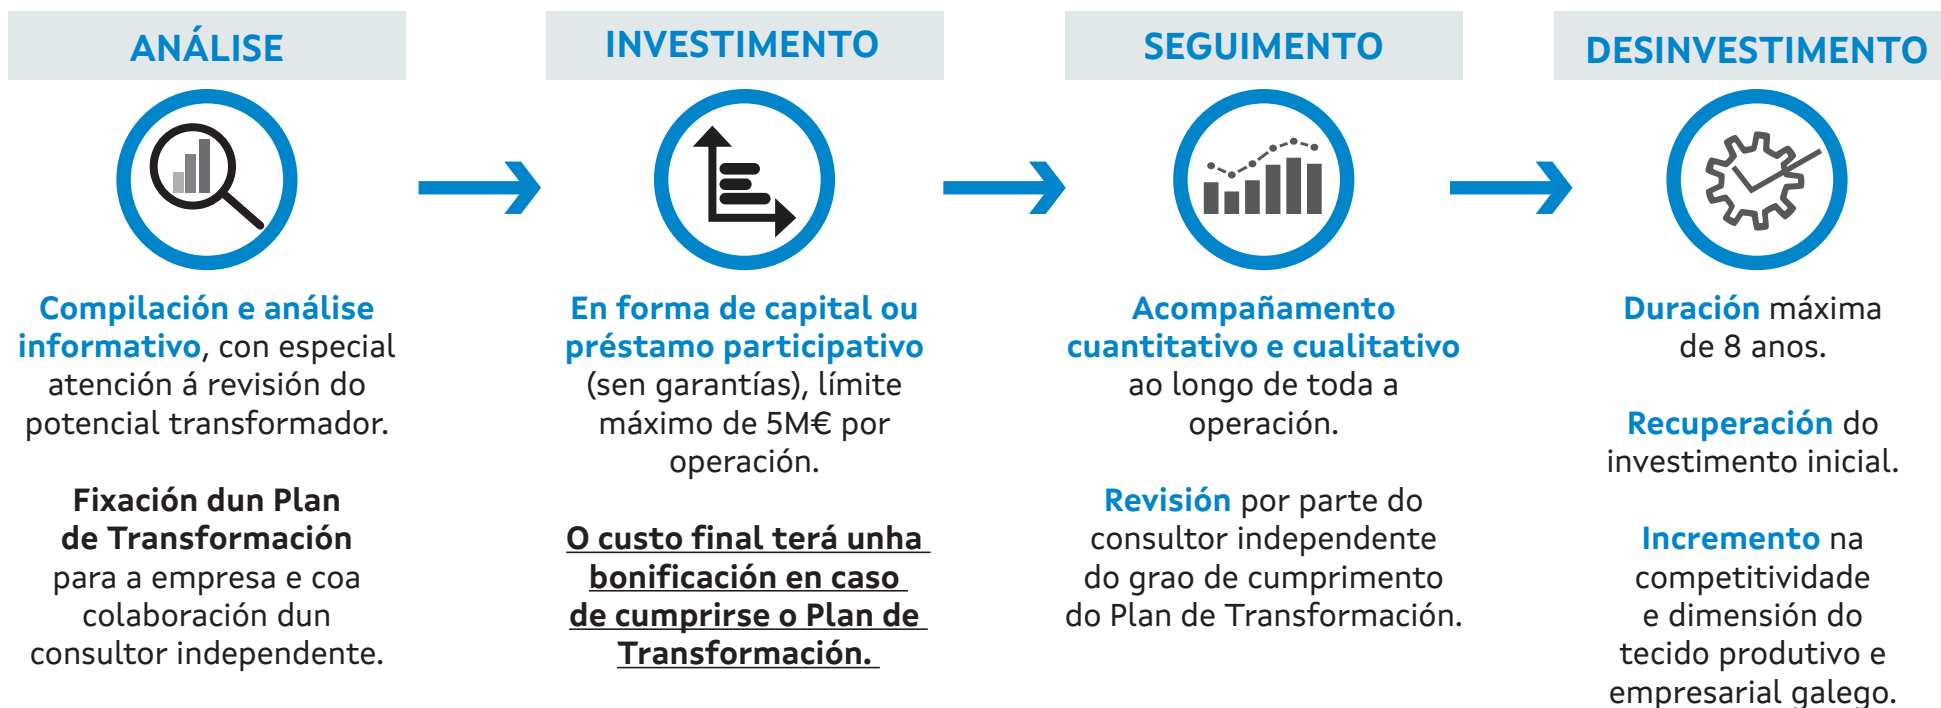 ANÁLISE
Compilación e análise
informativo, con especial
atención á revisión do
potencial transformador.
Fixación dun Plan
de Transformación
para a empresa e coa
colaboración dun
consultor independente.
INVESTIMENTO
En forma de capital ou
préstamo participativo
(sen garantías), límite
máximo de 5M€ por
operación.
O custo final terá unha
bonificación en caso
de cumprirse o Plan de
Transformación.
SEGUIMENTO
Acompañamento
cuantitativo e cualitativo
ao longo de toda a
operación.
Revisión por parte do
consultor independente
do grao de cumprimento
do Plan de Transformación.
DESINVESTIMENTO
Duración máxima
de 8 anos.
Recuperación do
investimento inicial.
Incremento na
competitividade
e dimensión do
tecido produtivo e
empresarial galego.